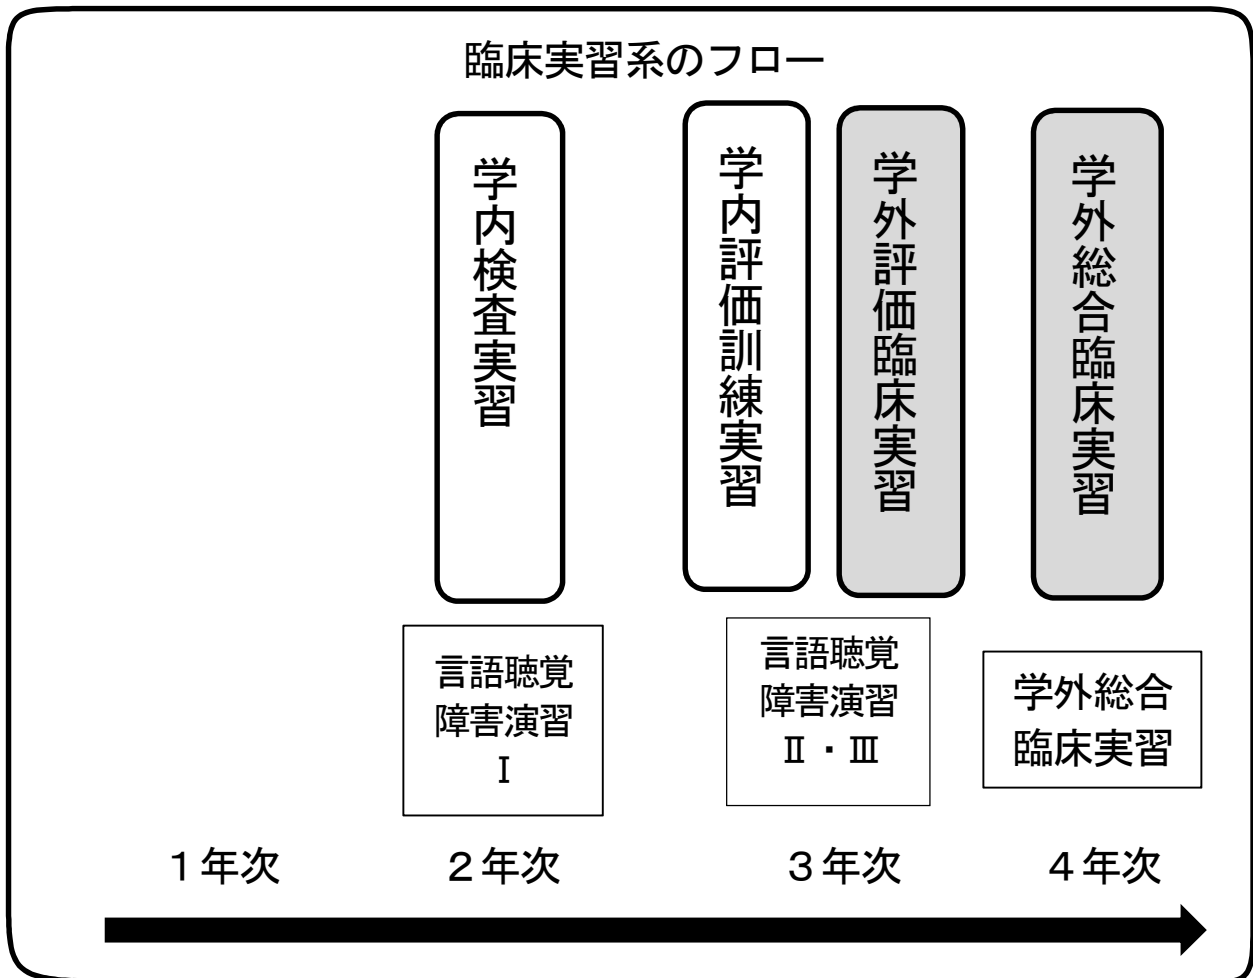 臨床実習系のフロー
学内検査実習
学内評価訓練実習
学外評価臨床実習
学外総合臨床実習
言語聴覚
障害演習
Ⅰ
言語聴覚
障害演習
Ⅱ・Ⅲ
学外総合
臨床実習
1年次
2年次
3年次
4年次